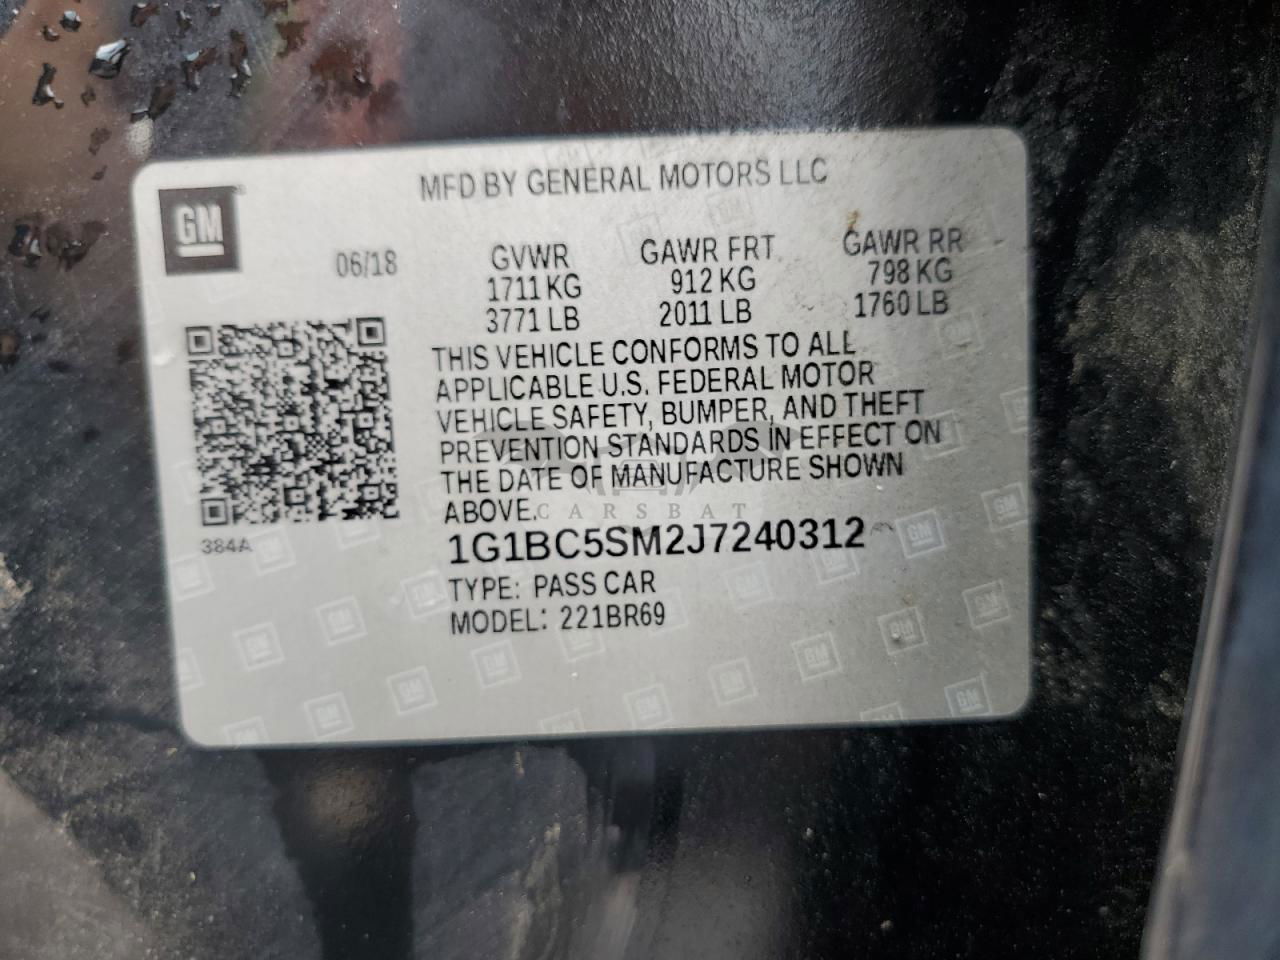 MFD BY GENERAL MOTORS LLC
GM
06/18
GVWR GAWR FRT GAWR RR
1711 KG 912 KG 798 KG
3771 LB 2011 LB 1760 LB
THIS VEHICLE CONFORMS TO ALL
APPLICABLE U.S. FEDERAL MOTOR
VEHICLE SAFETY, BUMPER, AND THEFT
PREVENTION STANDARDS IN EFFECT ON
THE DATE OF MANUFACTURE SHOWN
ABOVE.
CARSBAT
384A
1G1BC5SM2J7240312
TYPE: PASS CAR
MODEL: 221BR69